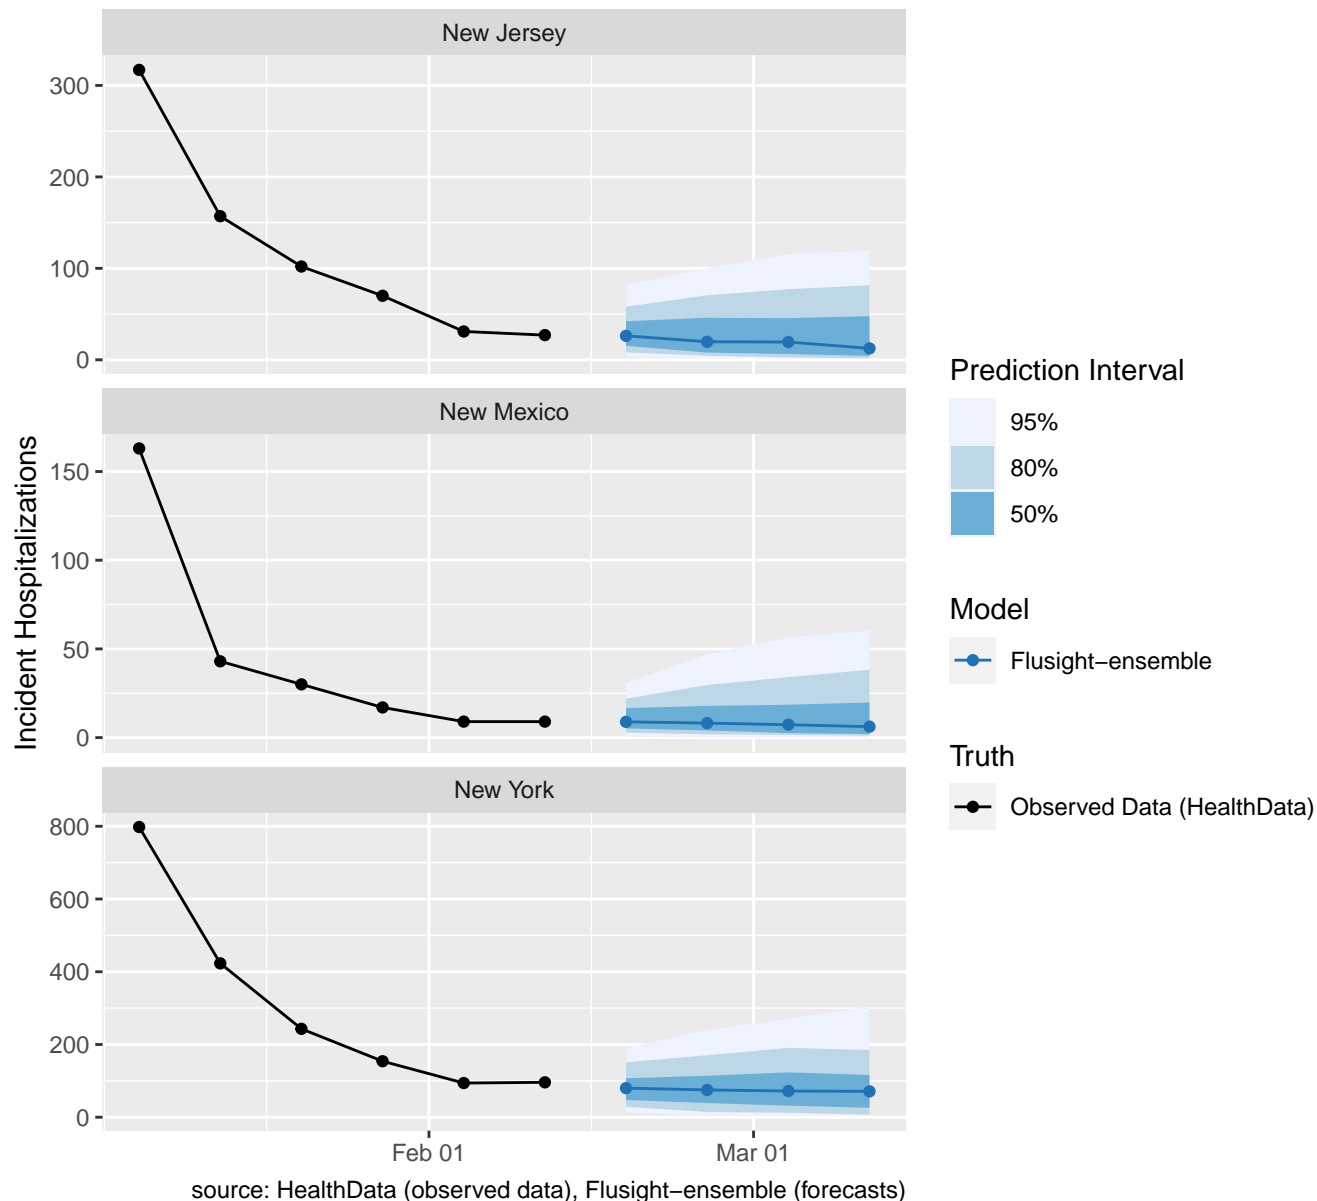 New Jersey
300
200
100
0
New Mexico
150
100
50
0
New York
800
600
400
200
0
Feb 01
Mar 01
Incident Hospitalizations
source: HealthData (observed data), Flusight−ensemble (forecasts)
Prediction Interval
95%
80%
50%
Model
Flusight−ensemble
Truth
Observed Data (HealthData)